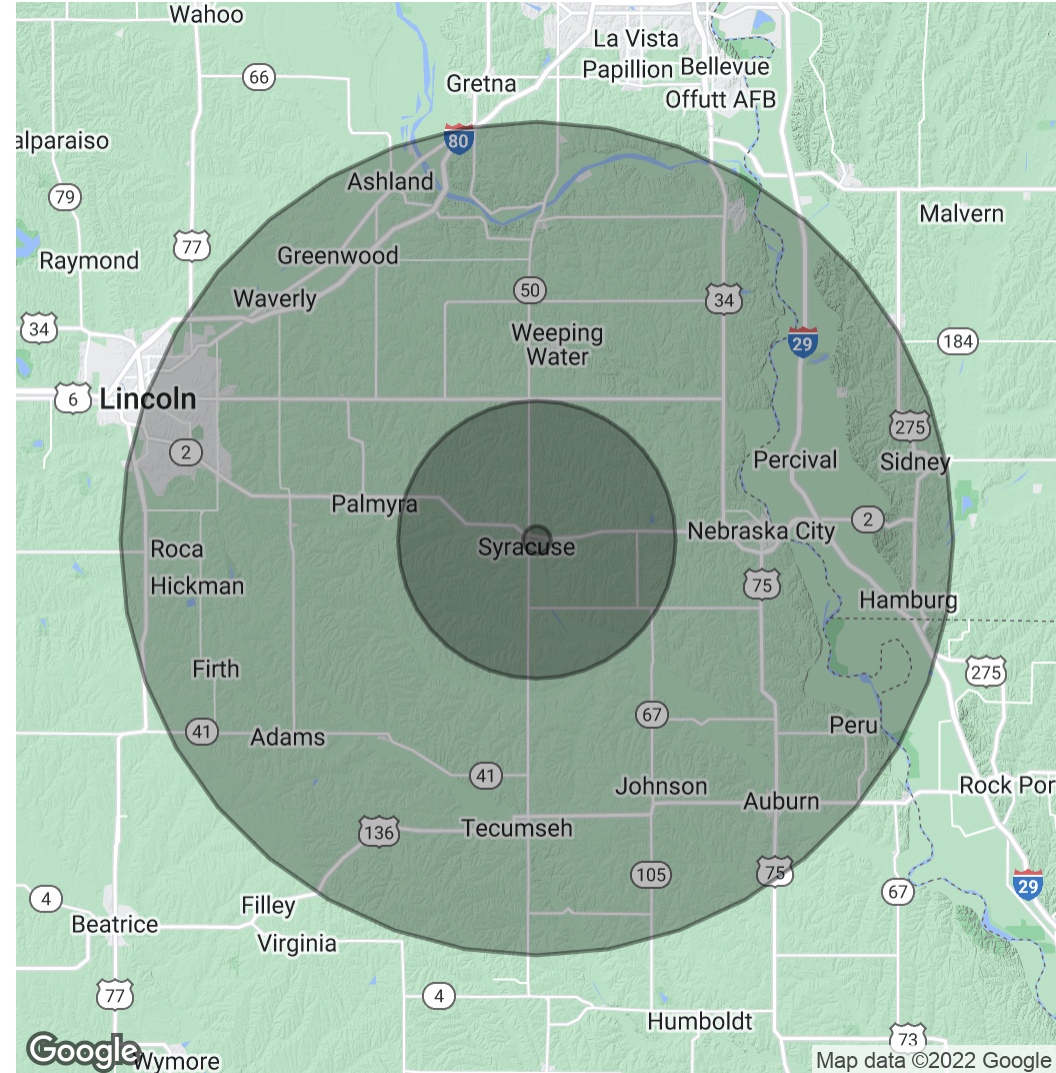 Wahoo
La Vista
Papillion
Bellevue
Offutt AFB
66
Gretna
80
alparaiso
Ashland
79
Malvern
77
Raymond
Greenwood
Waverly
50
34
34
29
184
Weeping
Water
6
Lincoln
275
2
Percival
Sidney
Palmyra
2
Nebraska City
Syracuse
Roca
Hickman
75
Hamburg
Firth
275
67
41
Adams
Peru
41
Johnson
Rock Por
Auburn
136
Tecumseh
105
75
29
4
67
Filley
Beatrice
Virginia
77
4
Humboldt
73
Google
Wymore
Map data ©2022 Google